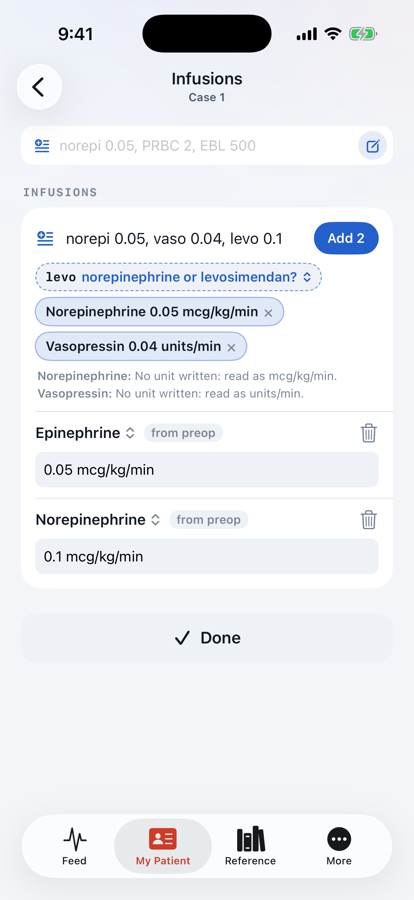 9:41
Infusions
Case 1
norepi 0.05, PRBC 2, EBL 500
INFUSIONS
norepi 0.05, vaso 0.04, levo 0.1
Add 2
levo norepinephrine or levosimendan?
Norepinephrine 0.05 mcg/kg/min ×
Vasopressin 0.04 units/min ×
Norepinephrine: No unit written: read as mcg/kg/min.
Vasopressin: No unit written: read as units/min.
Epinephrine from preop
0.05 mcg/kg/min
Norepinephrine from preop
0.1 mcg/kg/min
Done
Feed
My Patient
Reference
More